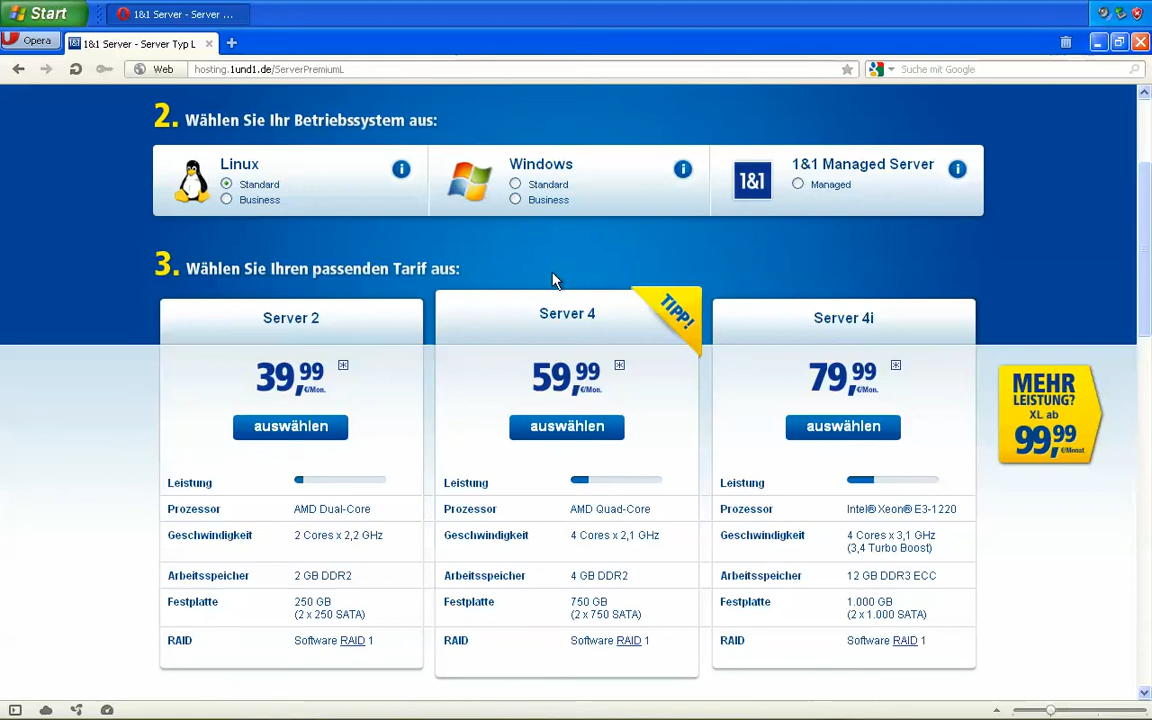 Start
1&1 Server - Server ...
Opera
1&1 Server - Server Typ L
Web
hosting.1und1.de/ServerPremiumL
Suche mit Google
2. Wählen Sie Ihr Betriebssystem aus:
Linux
Standard
Business
Windows
Standard
Business
1&1
1&1 Managed Server
Managed
3. Wählen Sie Ihren passenden Tarif aus:
Server 2
39,99 €/Mon.
auswählen
Leistung
Prozessor AMD Dual-Core
Geschwindigkeit 2 Cores x 2,2 GHz
Arbeitsspeicher 2 GB DDR2
Festplatte 250 GB
(2 x 250 SATA)
RAID Software RAID 1
Server 4
TIPP!
59,99 €/Mon.
auswählen
Leistung
Prozessor AMD Quad-Core
Geschwindigkeit 4 Cores x 2,1 GHz
Arbeitsspeicher 4 GB DDR2
Festplatte 750 GB
(2 x 750 SATA)
RAID Software RAID 1
Server 4i
79,99 €/Mon.
auswählen
Leistung
Prozessor Intel® Xeon® E3-1220
Geschwindigkeit 4 Cores x 3,1 GHz
(3,4 Turbo Boost)
Arbeitsspeicher 12 GB DDR3 ECC
Festplatte 1.000 GB
(2 x 1.000 SATA)
RAID Software RAID 1
MEHR
LEISTUNG?
XL ab
99,99 €/Monat